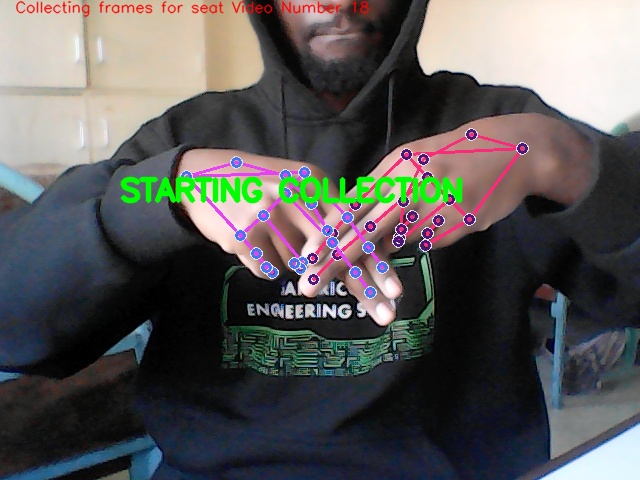 Collecting frames for seat Video Number 18
STARTING COLLECTION
ENGINEERING